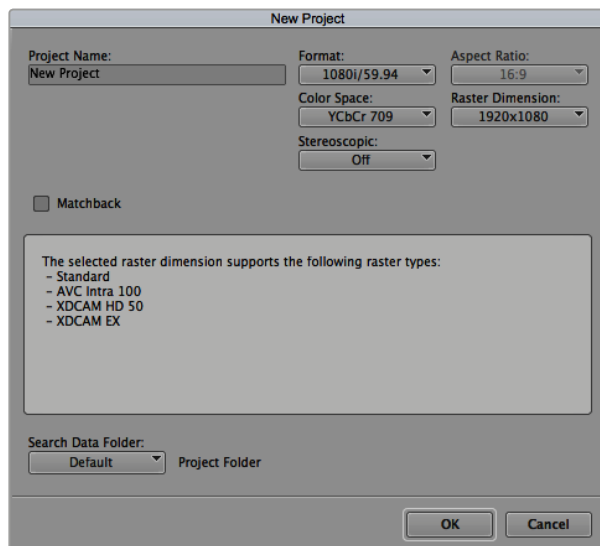 New Project
Project Name:
New Project
Format:
1080i/59.94
Aspect Ratio:
16:9
Color Space:
YCbCr 709
Raster Dimension:
1920x1080
Stereoscopic:
Off
Matchback
The selected raster dimension supports the following raster types:
- Standard
- AVC Intra 100
- XDCAM HD 50
- XDCAM EX
Search Data Folder:
Default
Project Folder
OK
Cancel